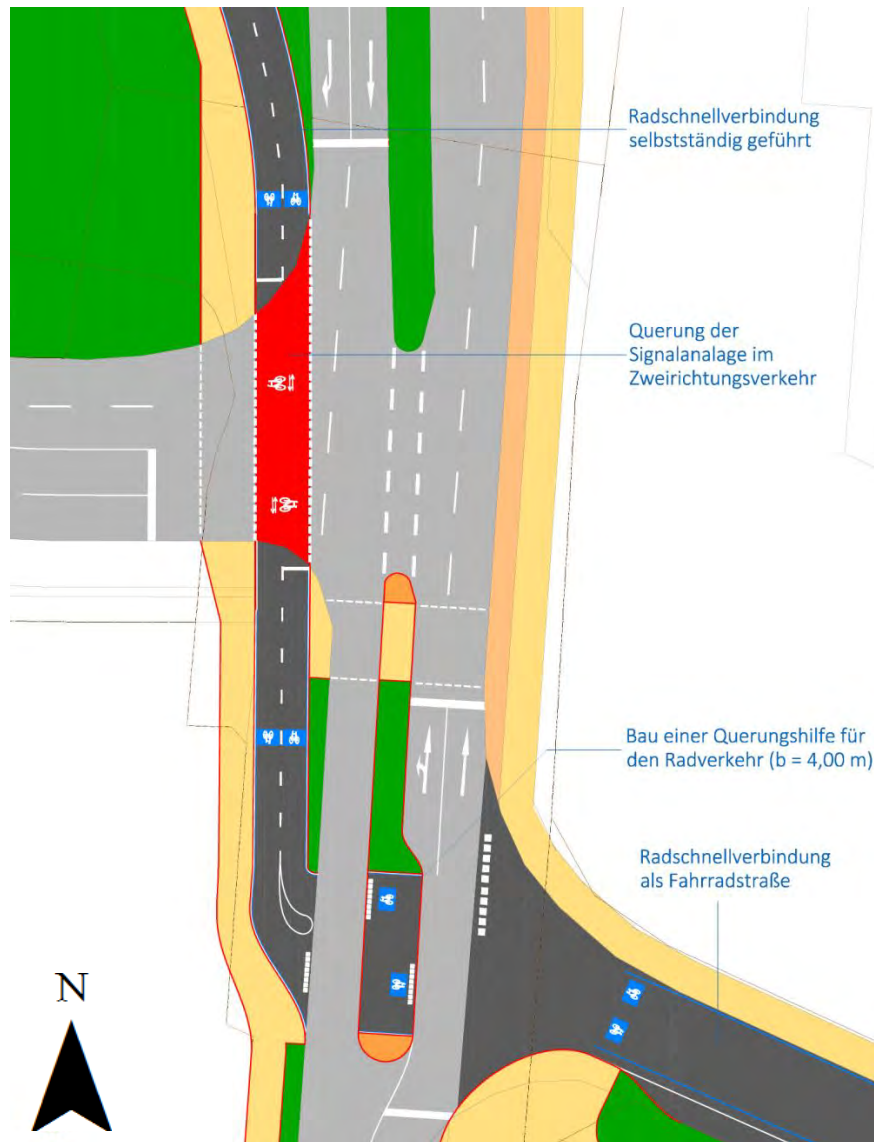 Radschnellverbindung
selbstständig geführt
Querung der
Signalanalage im
Zweirichtungsverkehr
Bau einer Querungshilfe für
den Radverkehr (b = 4,00 m)
Radschnellverbindung
als Fahrradstraße
N